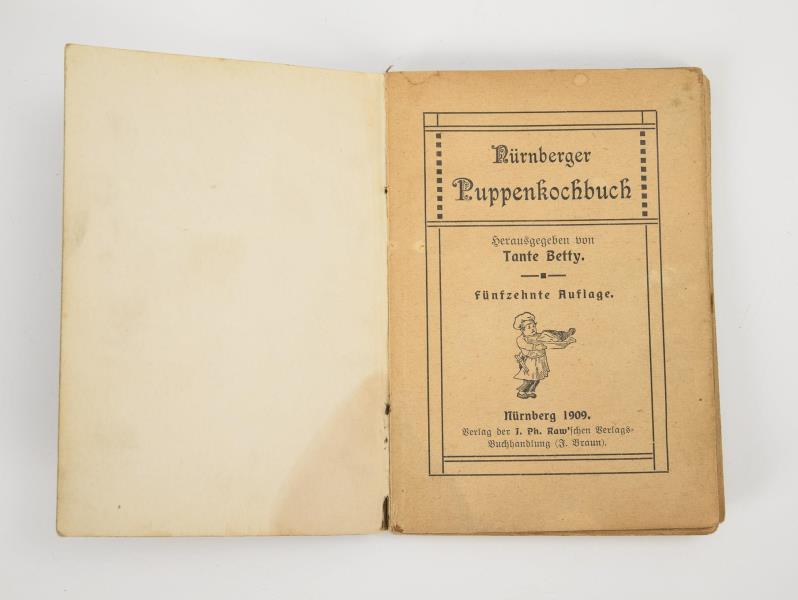 Nürnberger
Puppenkochbuch
Herausgegeben von
Tante Betty.
Fünfzehnte Auflage.
Nürnberg 1909.
Verlag der J. Ph. Raw'schen Verlags-
Buchhandlung (J. Braun).